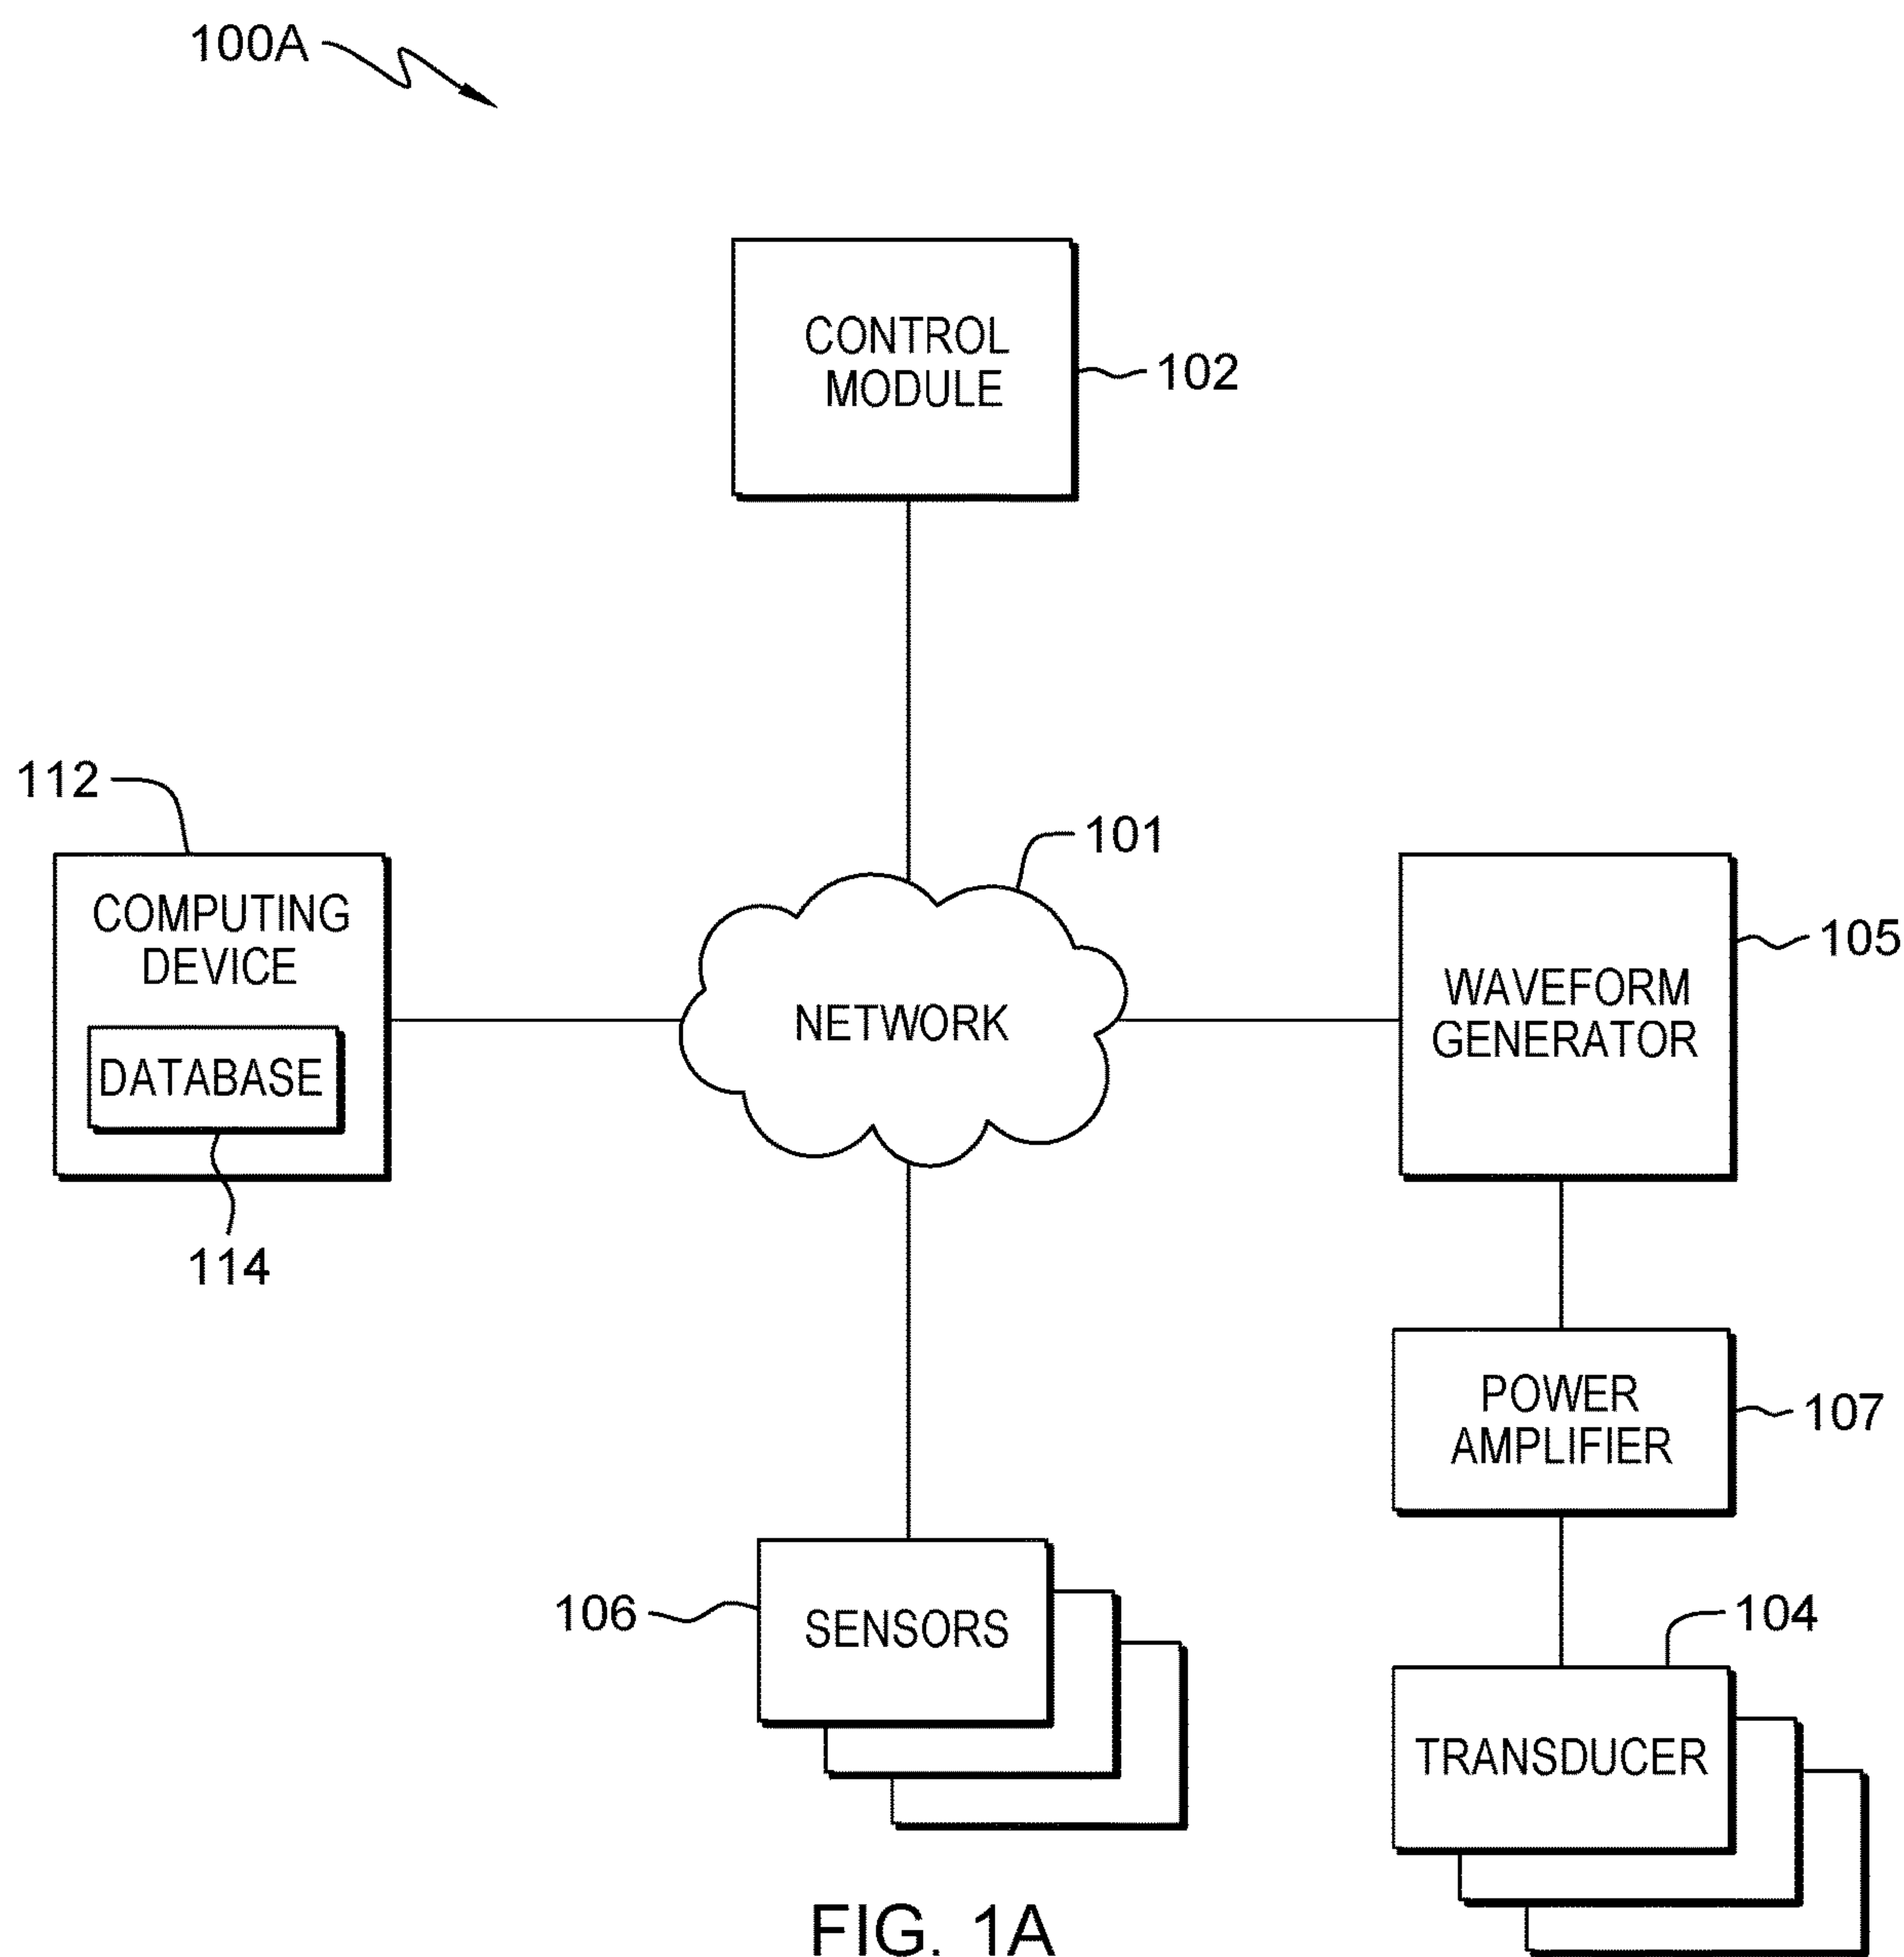 100A
CONTROL
MODULE
102
112
101
COMPUTING
DEVICE
105
WAVEFORM
GENERATOR
NETWORK
DATABASE
114
POWER
AMPLIFIER
107
106
SENSORS
104
TRANSDUCER
FIG. 1A